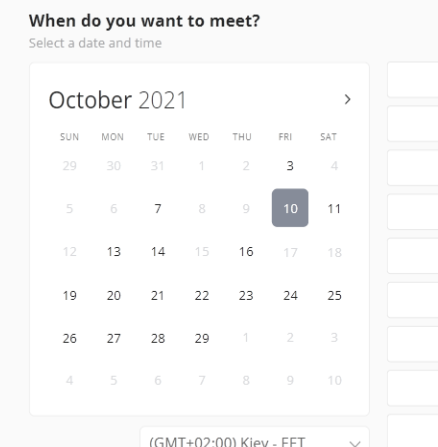 When do you want to meet?
Select a date and time
October 2021
SUN MON TUE WED THU FRI SAT
29 30 31 1 2 3 4
5 6 7 8 9 10 11
12 13 14 15 16 17 18
19 20 21 22 23 24 25
26 27 28 29 1 2 3
4 5 6 7 8 9 10
(GMT+02:00) Kiev - EET